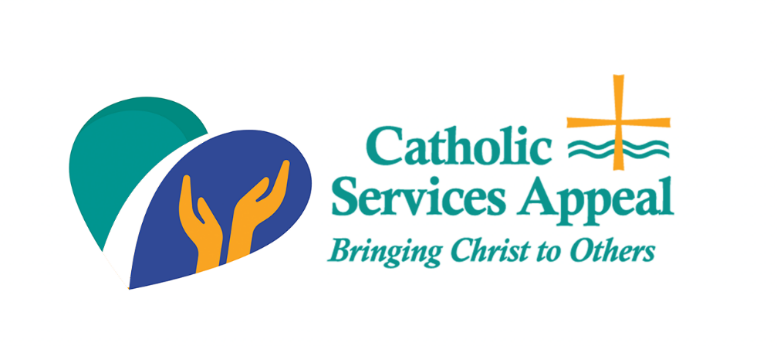 Catholic
Services Appeal
Bringing Christ to Others